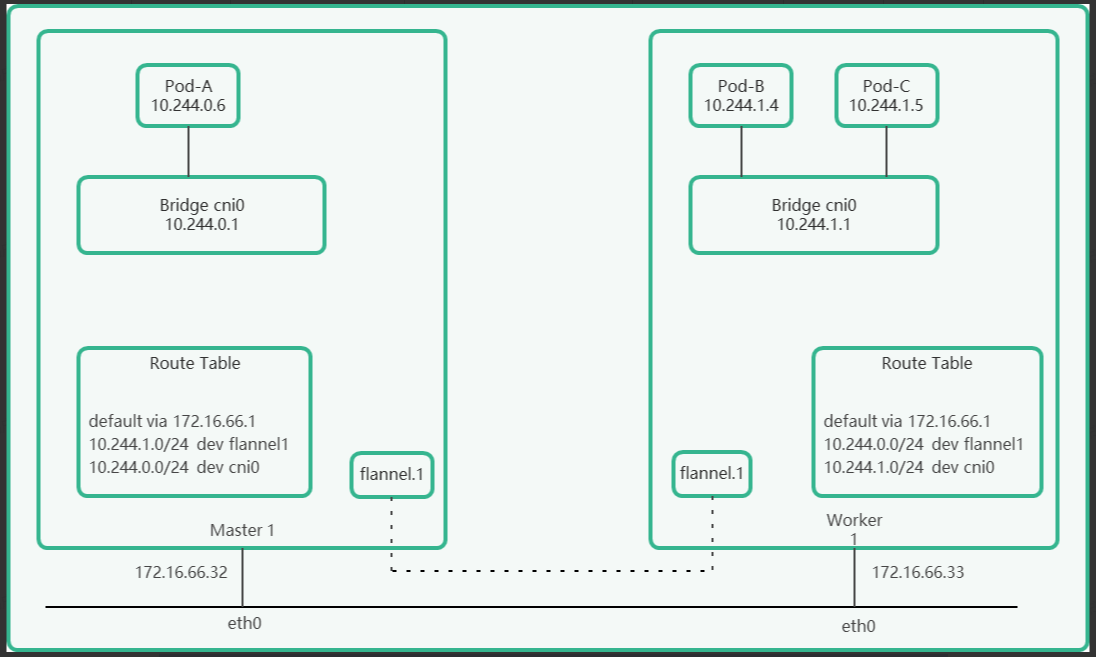 Pod-A
10.244.0.6
Bridge cni0
10.244.0.1
Route Table
default via 172.16.66.1
10.244.1.0/24 dev flannel1
10.244.0.0/24 dev cni0
flannel.1
Master 1
172.16.66.32
eth0
Pod-B
10.244.1.4
Pod-C
10.244.1.5
Bridge cni0
10.244.1.1
Route Table
default via 172.16.66.1
10.244.0.0/24 dev flannel1
10.244.1.0/24 dev cni0
flannel.1
Worker
1
172.16.66.33
eth0